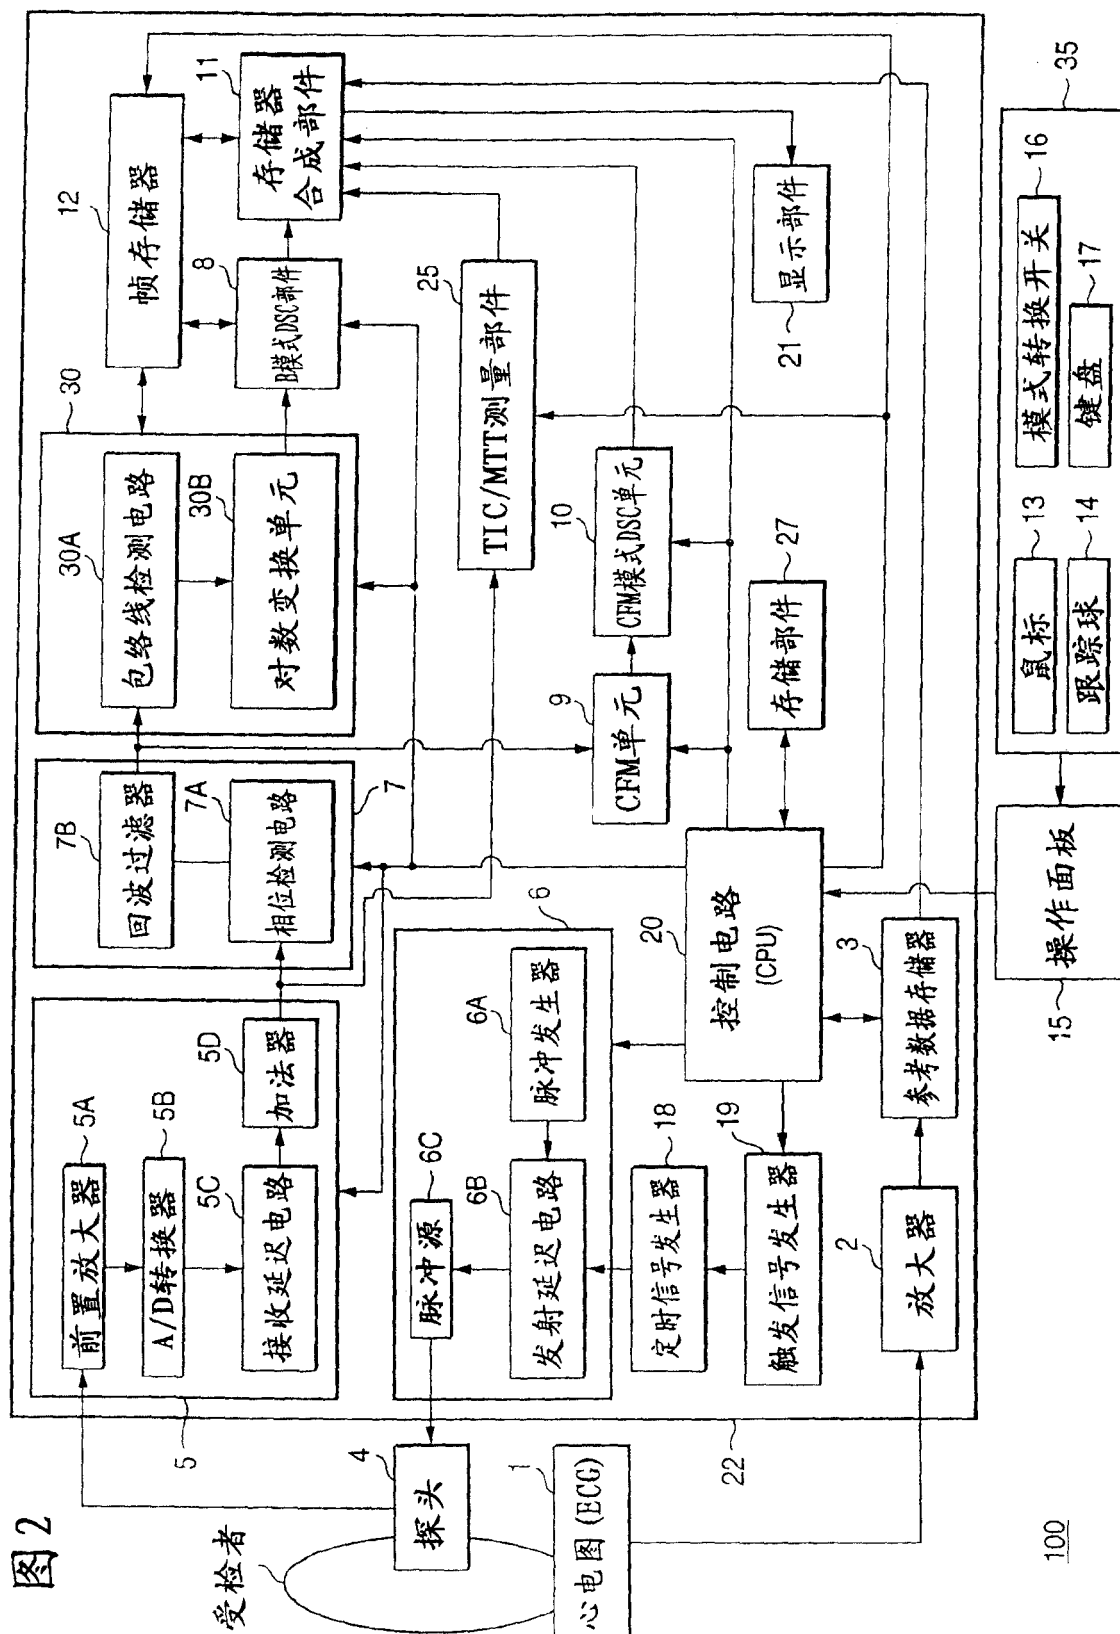 图2
受检者
探头
4
心电图(ECG)
1
100
22
5
前置放大器
5A
A/D转换器
5B
接收延迟电路
5C
加法器
5D
回波过滤器
7B
相位检测电路
7A
7
30
包络线检测电路
30A
对数变换单元
30B
帧存储器
12
B模式DSC部件
8
存储器
合成部件
11
TIC/MTT测量部件
25
6
脉冲发生器
6A
发射延迟电路
6B
脉冲源
6C
CFM单元
9
CFM模式DSC单元
10
显示部件
21
定时信号发生器
18
触发信号发生器
19
控制电路
(CPU)
20
存储部件
27
放大器
2
参考数据存储器
3
操作面板
15
35
鼠标
13
跟踪球
14
模式转换开关
16
键盘
17